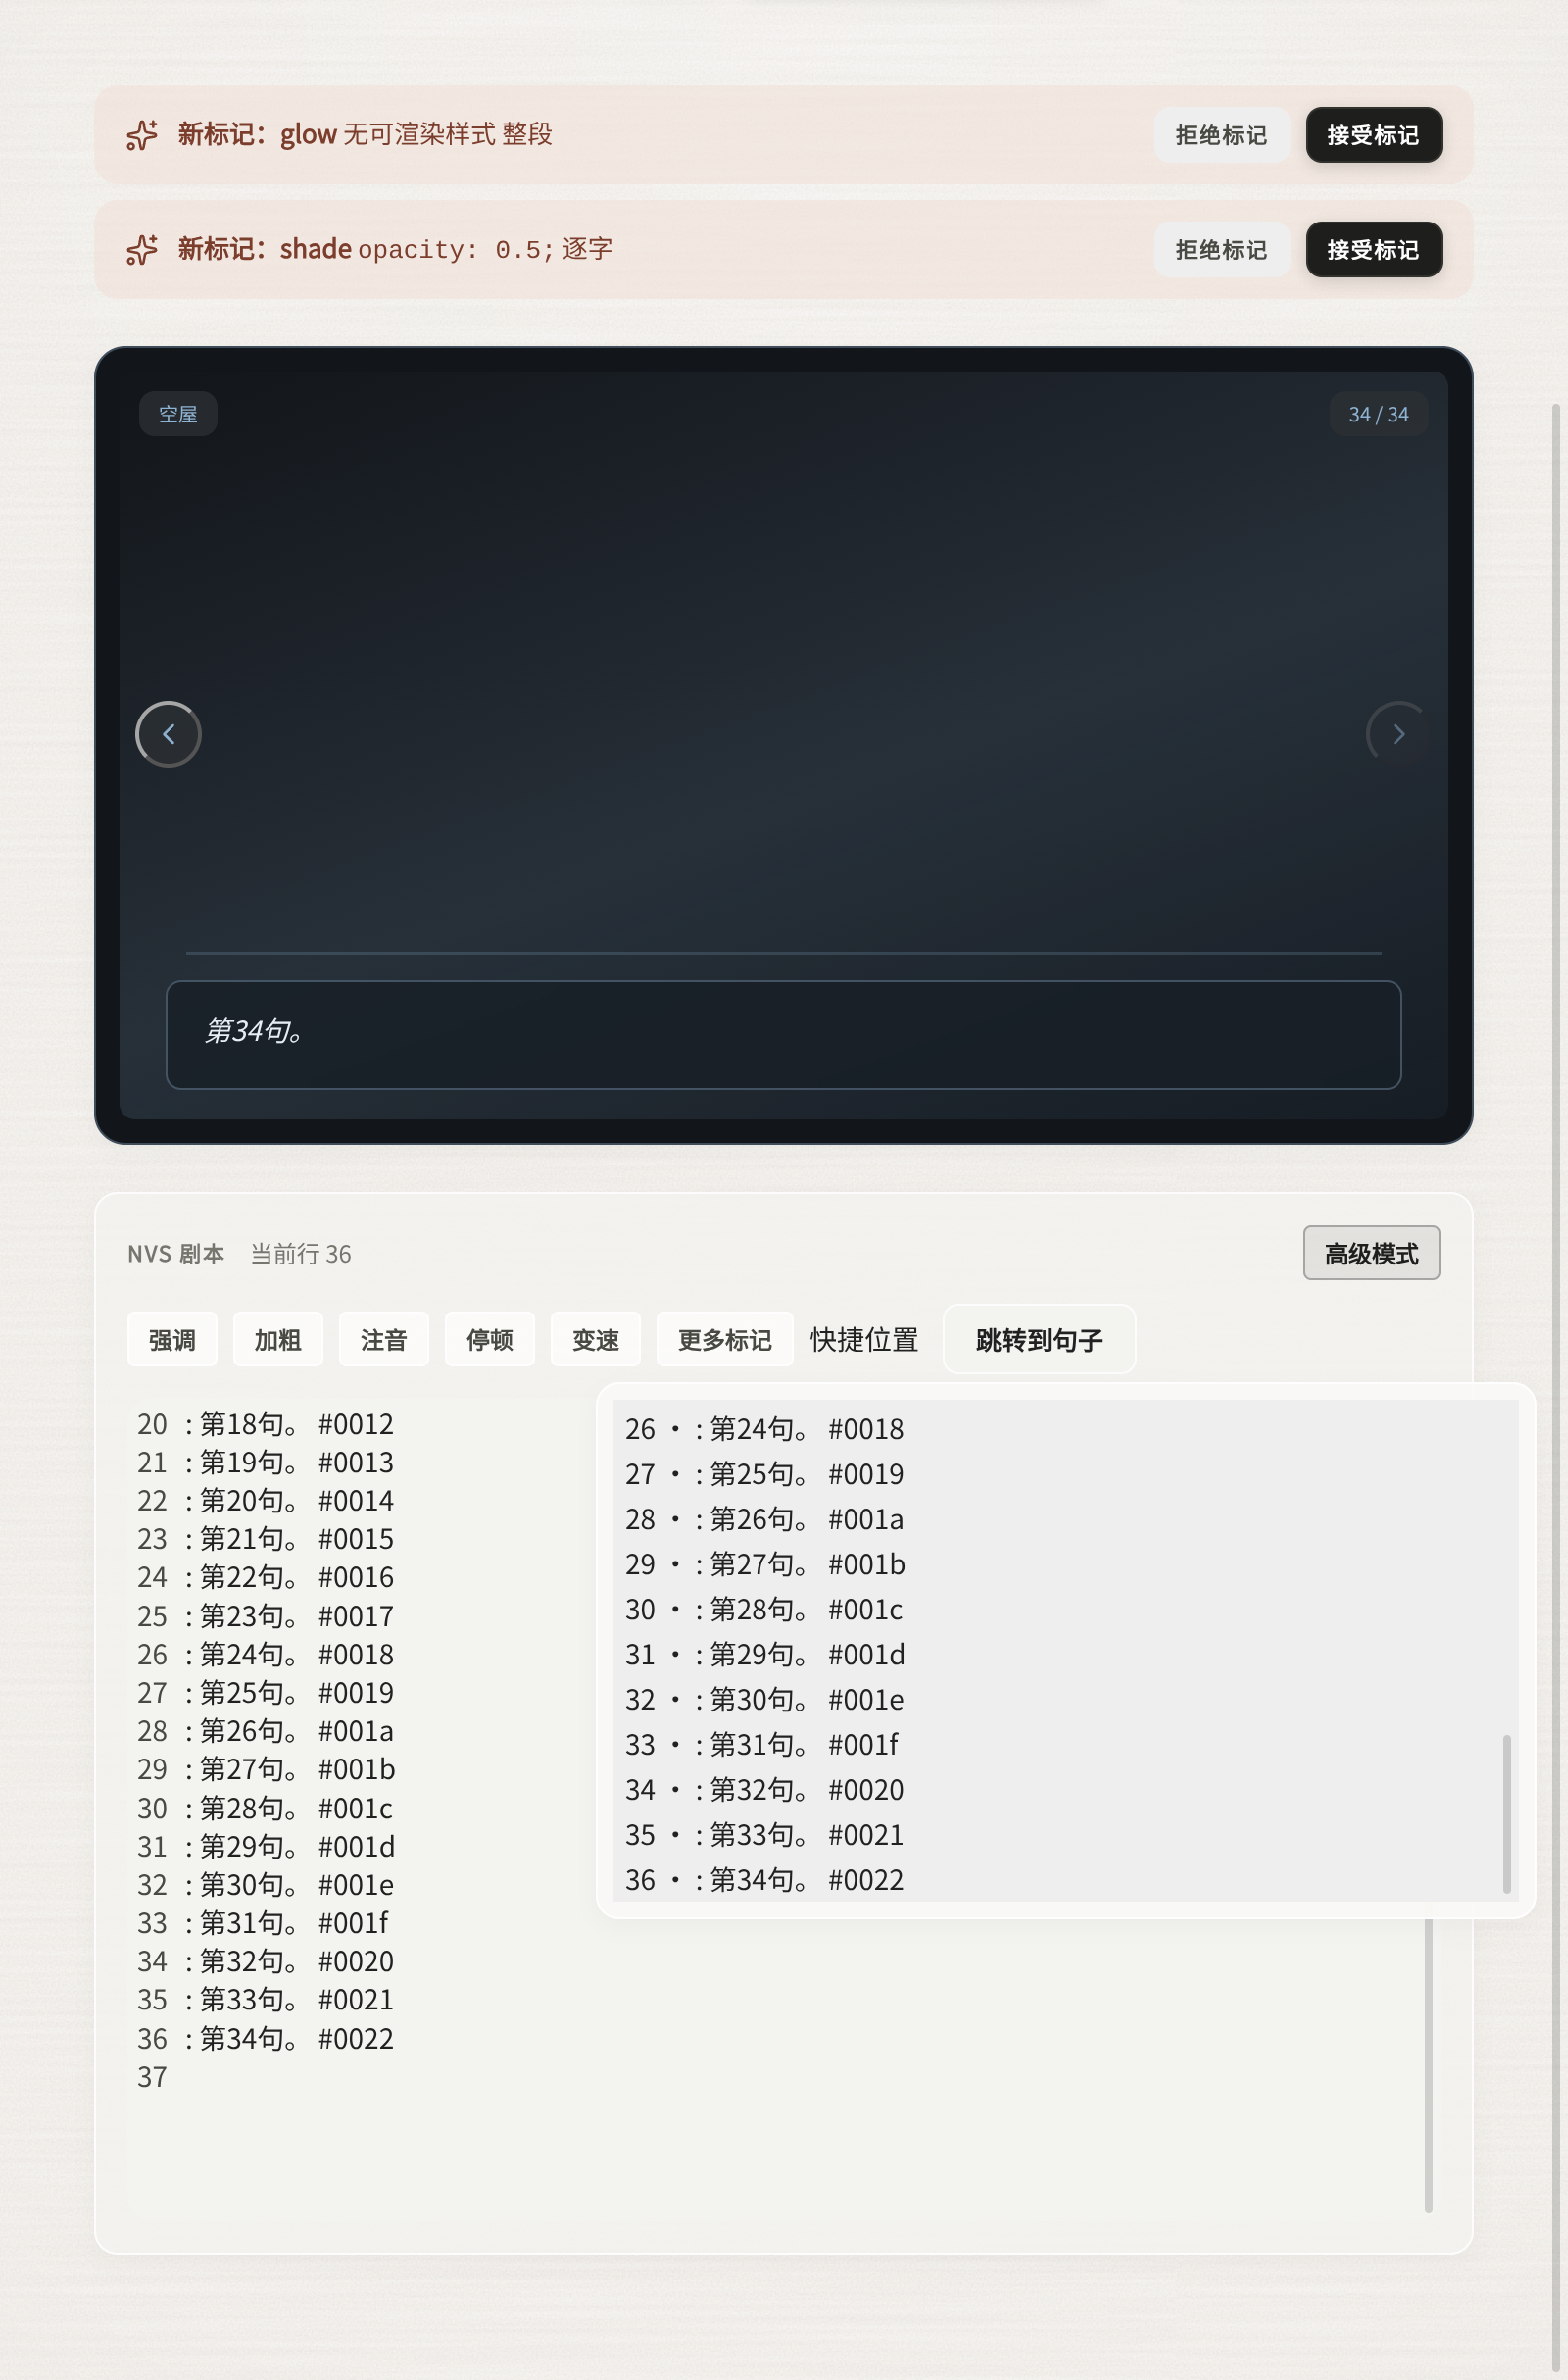 新标记：glow 无可渲染样式 整段
拒绝标记
接受标记
新标记：shade opacity: 0.5; 逐字
拒绝标记
接受标记
空屋
34 / 34
第34句。
NVS 剧本 当前行 36
高级模式
强调 加粗 注音 停顿 变速 更多标记 快捷位置 跳转到句子
20 : 第18句。 #0012
21 : 第19句。 #0013
22 : 第20句。 #0014
23 : 第21句。 #0015
24 : 第22句。 #0016
25 : 第23句。 #0017
26 : 第24句。 #0018
27 : 第25句。 #0019
28 : 第26句。 #001a
29 : 第27句。 #001b
30 : 第28句。 #001c
31 : 第29句。 #001d
32 : 第30句。 #001e
33 : 第31句。 #001f
34 : 第32句。 #0020
35 : 第33句。 #0021
36 : 第34句。 #0022
37
26 · : 第24句。 #0018
27 · : 第25句。 #0019
28 · : 第26句。 #001a
29 · : 第27句。 #001b
30 · : 第28句。 #001c
31 · : 第29句。 #001d
32 · : 第30句。 #001e
33 · : 第31句。 #001f
34 · : 第32句。 #0020
35 · : 第33句。 #0021
36 · : 第34句。 #0022